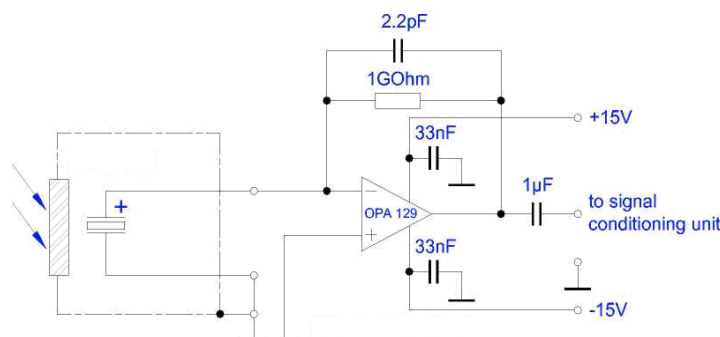 2.2pF
1GOhm
+15V
33nF
1µF
+
−
OPA 129
+
to signal
conditioning unit
33nF
-15V